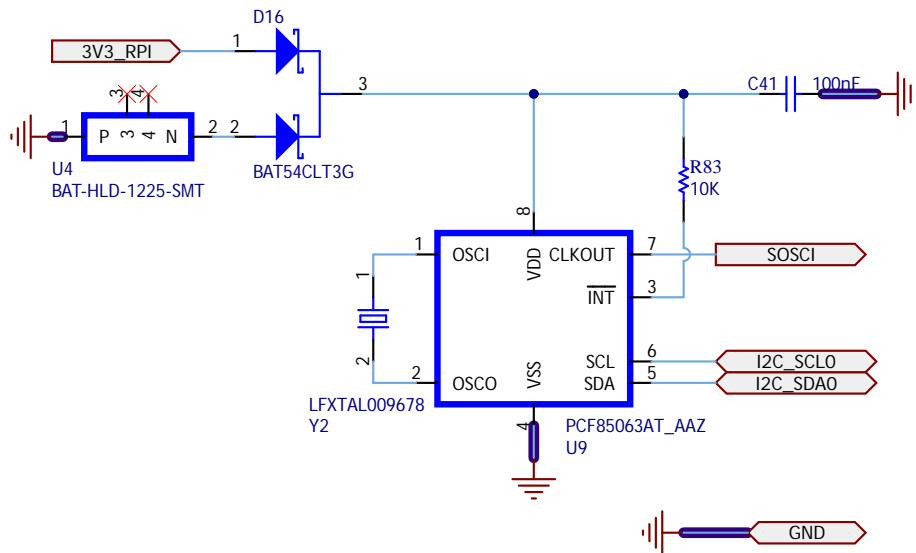 D16
1
3V3_RPI
3
C41
100nF
3
4
1
P
3
4
N
2
2
U4
BAT54CLT3G
BAT-HLD-1225-SMT
R83
10K
8
1
OSCI
VDD
CLKOUT
7
SOSCI
1
INT
3
2
SCL
6
I2C_SCL0
2
OSCO
VSS
SDA
5
I2C_SDA0
LFXTAL009678
Y2
4
PCF85063AT_AAZ
U9
GND